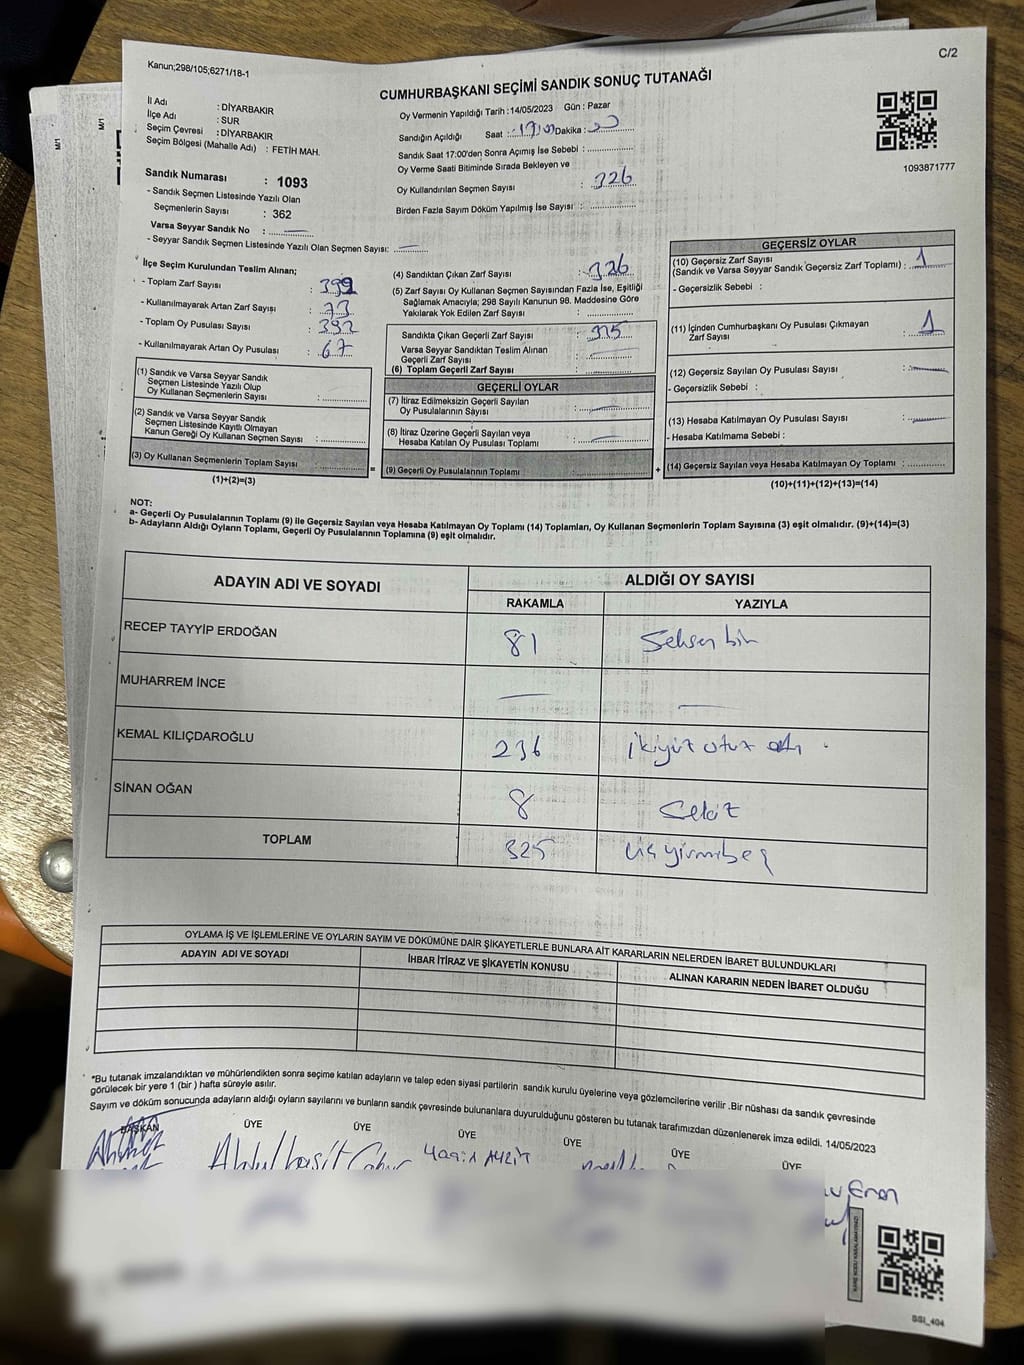 Kanun;298/105;6271/18-1
C/2
CUMHURBAŞKANI SEÇİMİ SANDIK SONUÇ TUTANAĞI
İl Adı : DİYARBAKIR
İlçe Adı : SUR
Seçim Çevresi : DİYARBAKIR
Seçim Bölgesi (Mahalle Adı) : FETİH MAH.
Sandık Numarası : 1093
- Sandık Seçmen Listesinde Yazılı Olan
Seçmenlerin Sayısı : 362
Varsa Seyyar Sandık No :
- Seyyar Sandık Seçmen Listesinde Yazılı Olan Seçmen Sayısı:
Oy Vermenin Yapıldığı Tarih : 14/05/2023 Gün : Pazar
Sandığın Açıldığı Saat : Dakika :
Sandık Saat 17:00'den Sonra Açımış İse Sebebi :
Oy Verme Saati Bitiminde Sırada Bekleyen ve
Oy Kullandırılan Seçmen Sayısı : 326
Birden Fazla Sayım Döküm Yapılmış İse Sayısı :
1093871777
İlçe Seçim Kurulundan Teslim Alınan;
- Toplam Zarf Sayısı :
- Kullanılmayarak Artan Zarf Sayısı : 73
- Toplam Oy Pusulası Sayısı : 392
- Kullanılmayarak Artan Oy Pusulası : 67
(1) Sandık ve Varsa Seyyar Sandık
Seçmen Listesinde Yazılı Olup
Oy Kullanan Seçmenlerin Sayısı :
(2) Sandık ve Varsa Seyyar Sandık
Seçmen Listesinde Kayıtlı Olmayan
Kanun Gereği Oy Kullanan Seçmen Sayısı :
(3) Oy Kullanan Seçmenlerin Toplam Sayısı :
(1)+(2)=(3)
(4) Sandıktan Çıkan Zarf Sayısı : 326
(5) Zarf Sayısı Oy Kullanan Seçmen Sayısından Fazla İse, Eşitliği
Sağlamak Amacıyla; 298 Sayılı Kanunun 98. Maddesine Göre
Yakılarak Yok Edilen Zarf Sayısı :
Sandıkta Çıkan Geçerli Zarf Sayısı : 325
Varsa Seyyar Sandıktan Teslim Alınan
Geçerli Zarf Sayısı :
(6) Toplam Geçerli Zarf Sayısı :
GEÇERLİ OYLAR
(7) İtiraz Edilmeksizin Geçerli Sayılan
Oy Pusulalarının Sayısı :
(8) İtiraz Üzerine Geçerli Sayılan veya
Hesaba Katılan Oy Pusulası Toplamı :
(9) Geçerli Oy Pusulalarının Toplamı :
GEÇERSİZ OYLAR
(10) Geçersiz Zarf Sayısı
(Sandık ve Varsa Seyyar Sandık Geçersiz Zarf Toplamı) : 1
- Geçersizlik Sebebi :
(11) İçinden Cumhurbaşkanı Oy Pusulası Çıkmayan
Zarf Sayısı : 1
(12) Geçersiz Sayılan Oy Pusulası Sayısı :
- Geçersizlik Sebebi :
(13) Hesaba Katılmayan Oy Pusulası Sayısı :
- Hesaba Katılmama Sebebi :
(14) Geçersiz Sayılan veya Hesaba Katılmayan Oy Toplamı :
(10)+(11)+(12)+(13)=(14)
NOT:
a- Geçerli Oy Pusulalarının Toplamı (9) ile Geçersiz Sayılan veya Hesaba Katılmayan Oy Toplamı (14) Toplamları, Oy Kullanan Seçmenlerin Toplam Sayısına (3) eşit olmalıdır. (9)+(14)=(3)
b- Adayların Aldığı Oyların Toplamı, Geçerli Oy Pusulalarının Toplamına (9) eşit olmalıdır.
ADAYIN ADI VE SOYADI ALDIĞI OY SAYISI
RAKAMLA YAZIYLA
RECEP TAYYİP ERDOĞAN 81 Seksen bir
MUHARREM İNCE
KEMAL KILIÇDAROĞLU 236 ikiyüz otuz altı
SİNAN OĞAN 8 Sekiz
TOPLAM 325 üç yirmibeş
OYLAMA İŞ VE İŞLEMLERİNE VE OYLARIN SAYIM VE DÖKÜMÜNE DAİR ŞİKAYETLERLE BUNLARA AİT KARARLARIN NELERDEN İBARET BULUNDUKLARI
ADAYIN ADI VE SOYADI İHBAR İTİRAZ VE ŞİKAYETİN KONUSU ALINAN KARARIN NEDEN İBARET OLDUĞU
*Bu tutanak imzalandıktan ve mühürlendikten sonra seçime katılan adayların ve talep eden siyasi partilerin sandık kurulu üyelerine veya gözlemcilerine verilir .Bir nüshası da sandık çevresinde
görülecek bir yere 1 (bir ) hafta süreyle asılır.
Sayım ve döküm sonucunda adayların aldığı oyların sayılarını ve bunların sandık çevresinde bulunanlara duyurulduğunu gösteren bu tutanak tarafımızdan düzenlenerek imza edildi. 14/05/2023
BAŞKAN ÜYE ÜYE ÜYE ÜYE ÜYE ÜYE
Ahmet Abdulbasit Eren
M/1
M/1